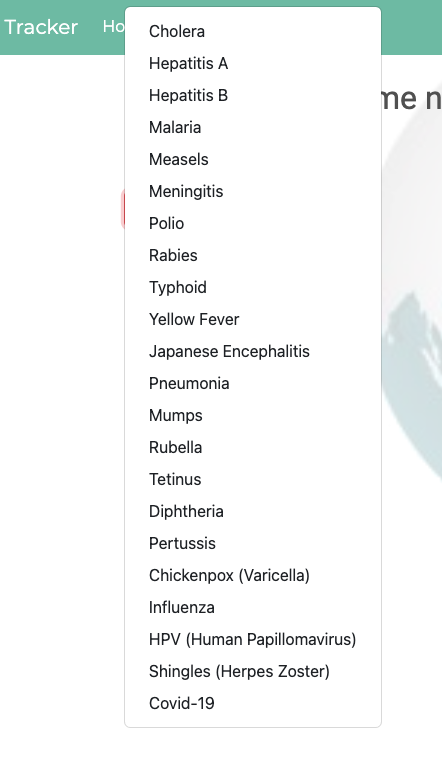 Tracker Ho
me n
Cholera
Hepatitis A
Hepatitis B
Malaria
Measels
Meningitis
Polio
Rabies
Typhoid
Yellow Fever
Japanese Encephalitis
Pneumonia
Mumps
Rubella
Tetinus
Diphtheria
Pertussis
Chickenpox (Varicella)
Influenza
HPV (Human Papillomavirus)
Shingles (Herpes Zoster)
Covid-19